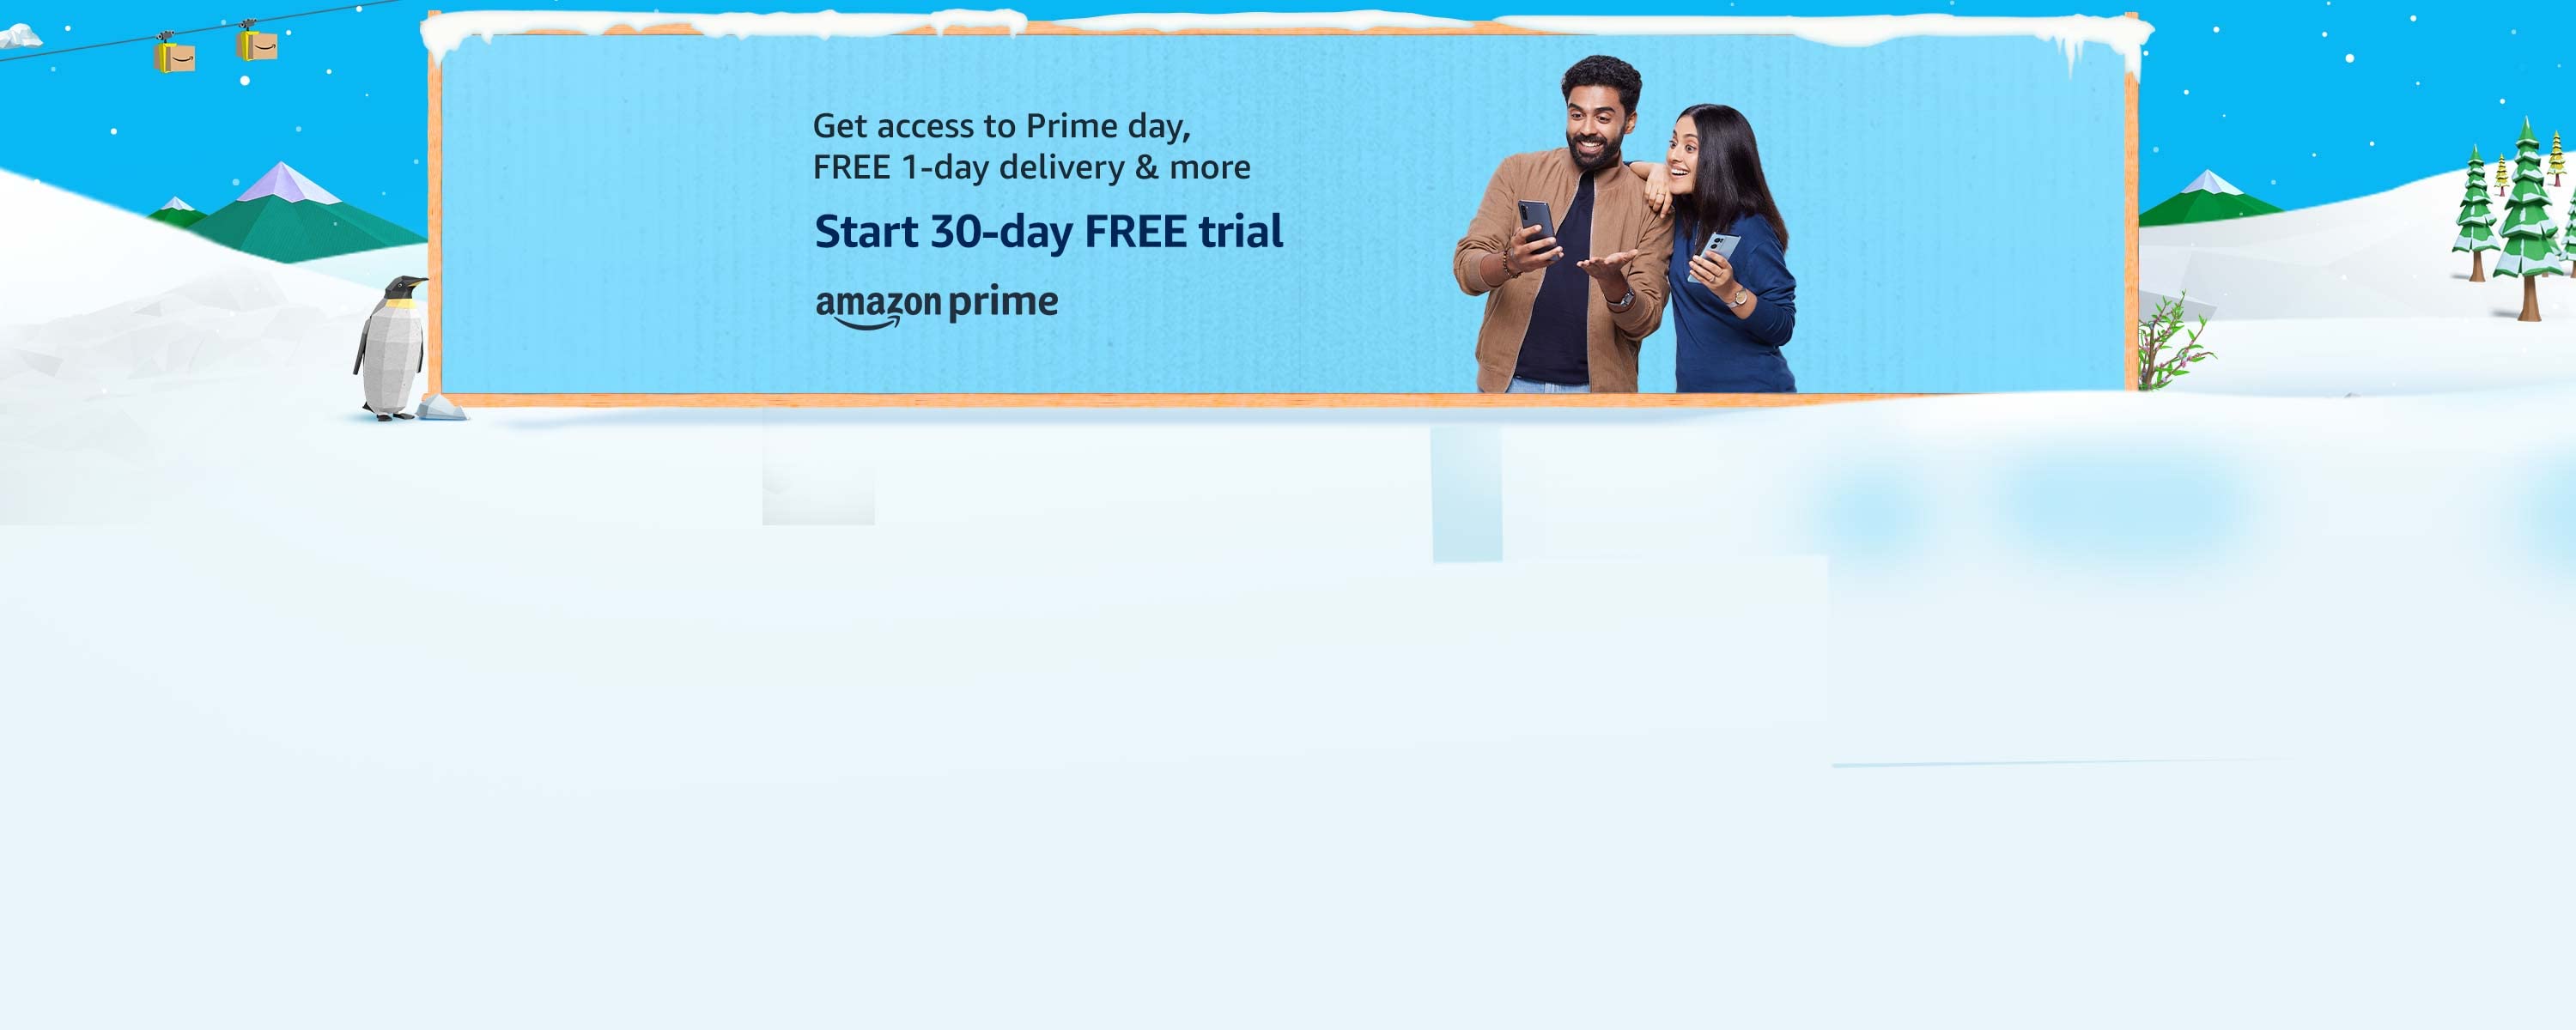 Get access to Prime day,
FREE 1-day delivery & more
Start 30-day FREE trial
amazon prime